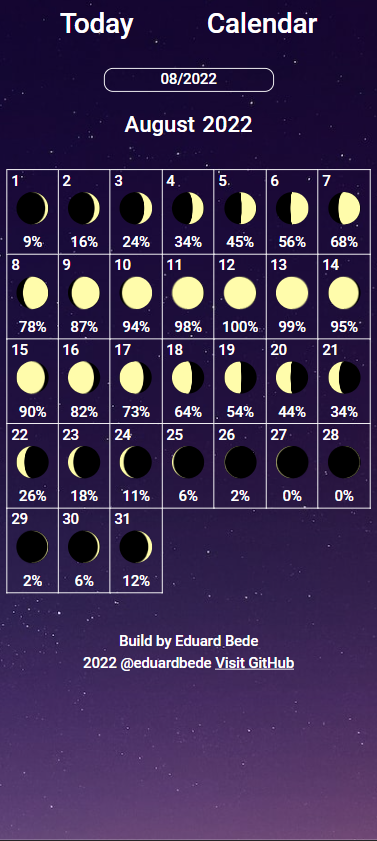 Today Calendar
08/2022
August 2022
1 2 3 4 5 6 7
9% 16% 24% 34% 45% 56% 68%
8 9 10 11 12 13 14
78% 87% 94% 98% 100% 99% 95%
15 16 17 18 19 20 21
90% 82% 73% 64% 54% 44% 34%
22 23 24 25 26 27 28
26% 18% 11% 6% 2% 0% 0%
29 30 31
2% 6% 12%
Build by Eduard Bede
2022 @eduardbede Visit GitHub